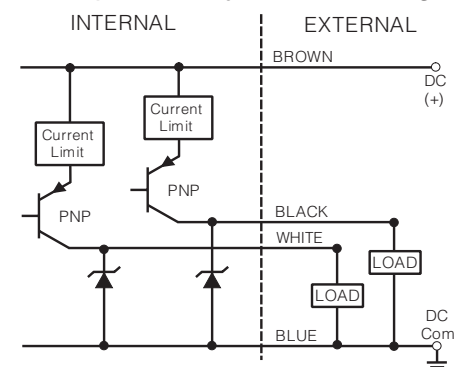 INTERNAL
EXTERNAL
BROWN
DC
(+)
Current
Limit
Current
Limit
PNP
PNP
BLACK
WHITE
LOAD
LOAD
DC
Com
BLUE